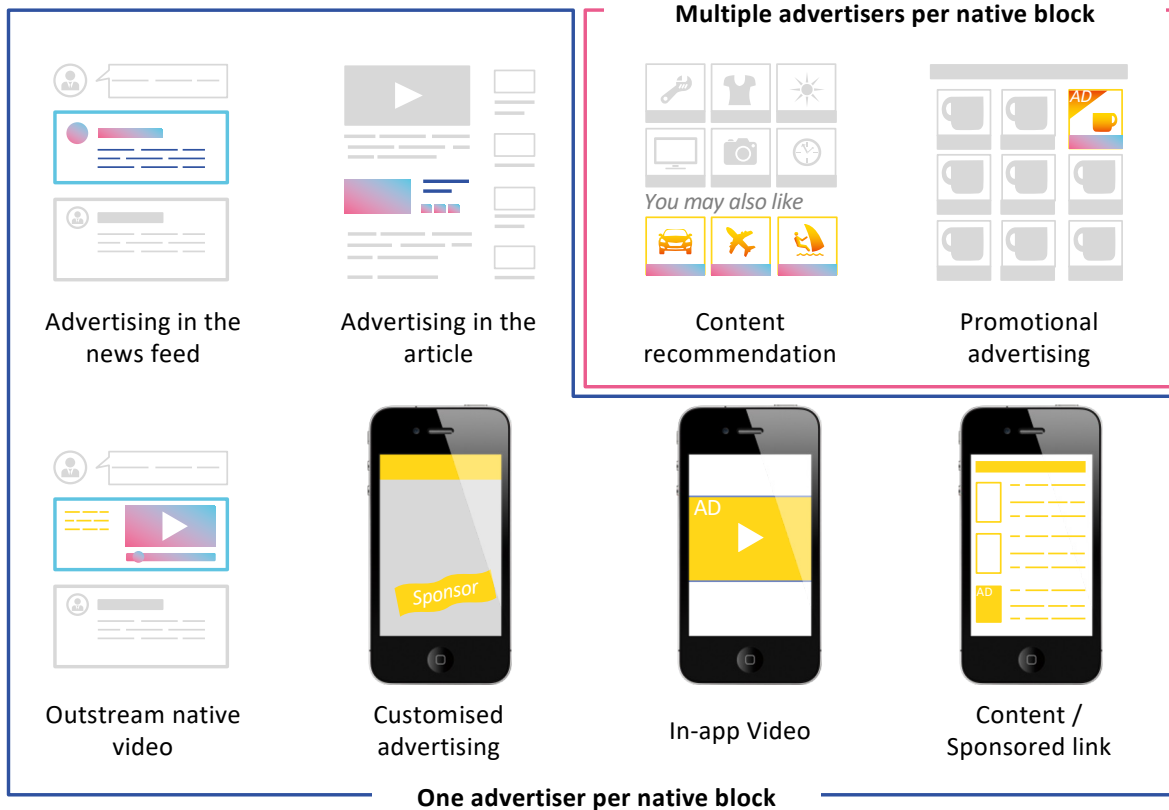 Multiple advertisers per native block
AD
You may also like
Advertising in the
news feed
Advertising in the
article
Content
recommendation
Promotional
advertising
Sponsor
AD
AD
Outstream native
video
Customised
advertising
In-app Video
Content /
Sponsored link
One advertiser per native block